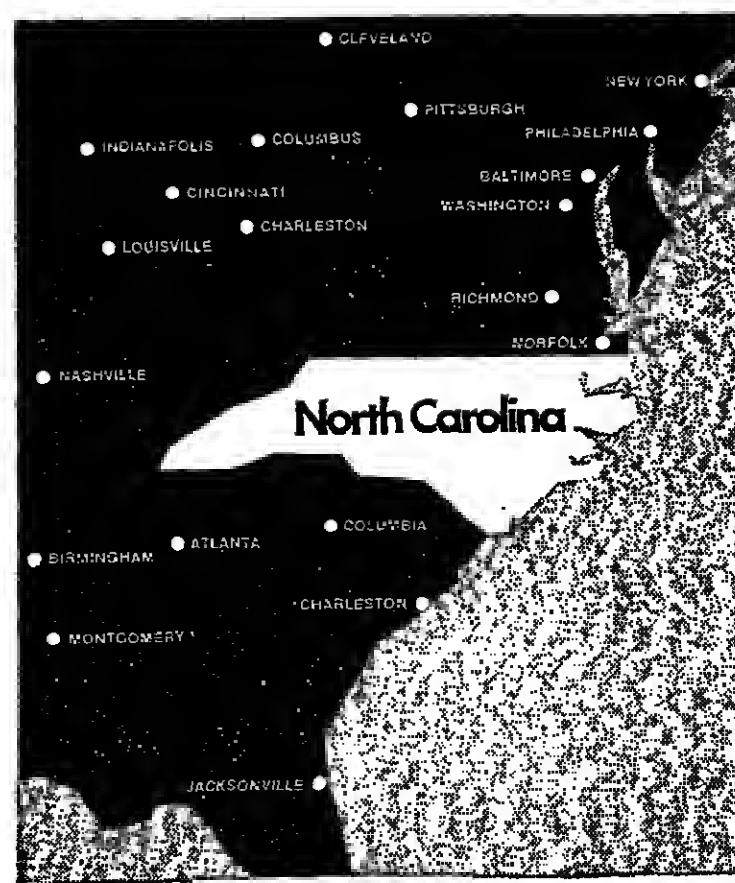 CLEVELAND
NEW YORK
PITTSBURGH
PHILADELPHIA
INDIANAPOLIS
COLUMBUS
BALTIMORE
CINCINNATI
WASHINGTON
CHARLESTON
LOUISVILLE
RICHMOND
NORFOLK
NASHVILLE
North Carolina
COLUMBIA
ATLANTA
BIRMINGHAM
CHARLESTON
MONTGOMERY
JACKSONVILLE